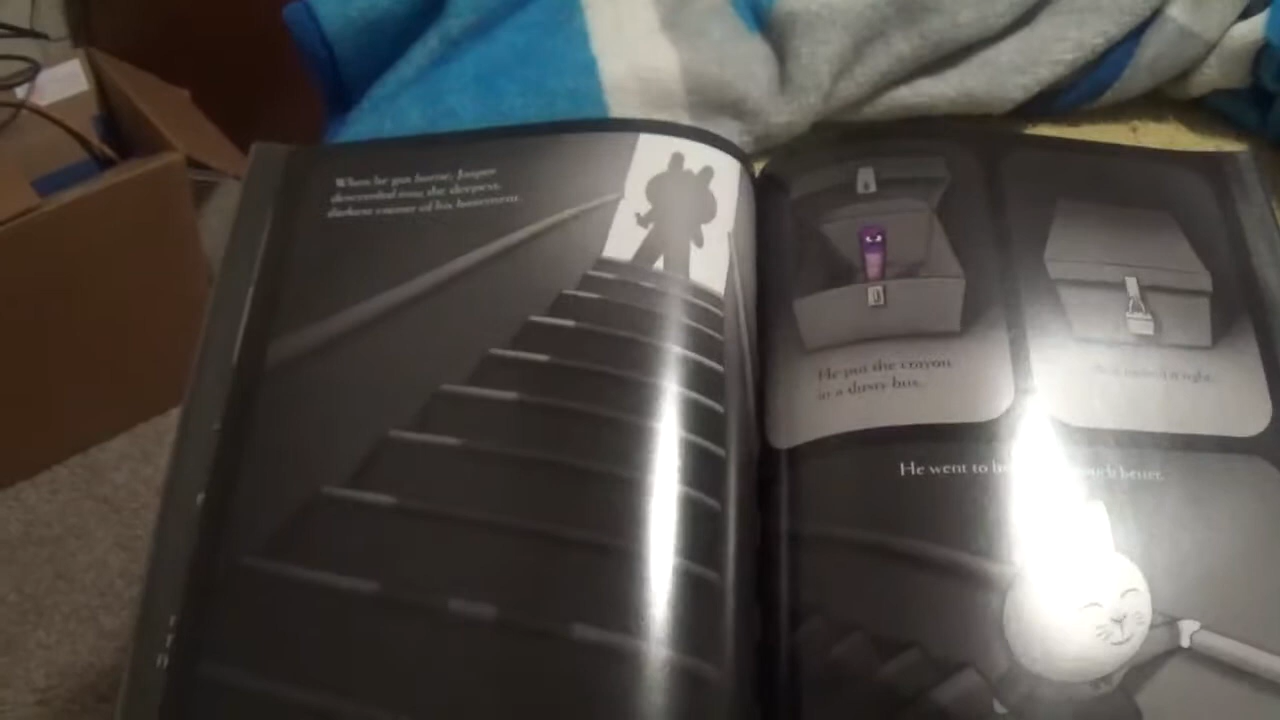 When he got home, Jasper
descended into the deepest,
darkest corner of his basement.
He put the crayon
in a dusty box.
He went to much better.